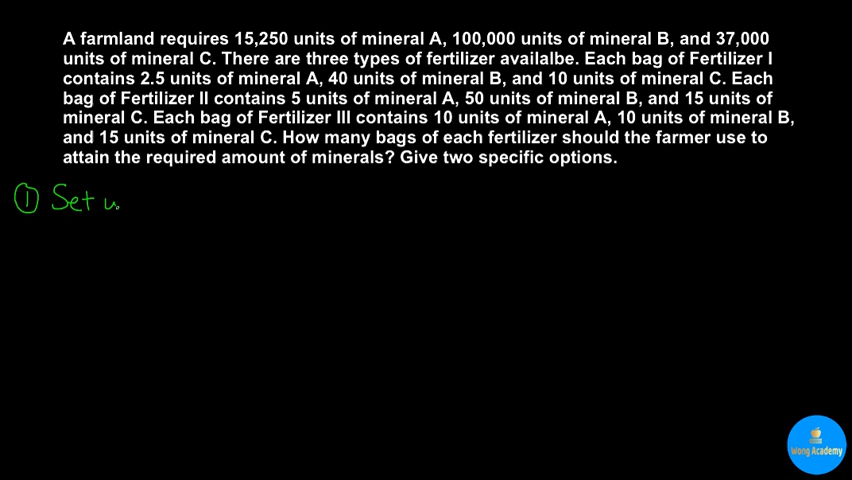 A farmland requires 15,250 units of mineral A, 100,000 units of mineral B, and 37,000
units of mineral C. There are three types of fertilizer availalbe. Each bag of Fertilizer I
contains 2.5 units of mineral A, 40 units of mineral B, and 10 units of mineral C. Each
bag of Fertilizer II contains 5 units of mineral A, 50 units of mineral B, and 15 units of
mineral C. Each bag of Fertilizer III contains 10 units of mineral A, 10 units of mineral B,
and 15 units of mineral C. How many bags of each fertilizer should the farmer use to
attain the required amount of minerals? Give two specific options.
① Set u
Wong Academy